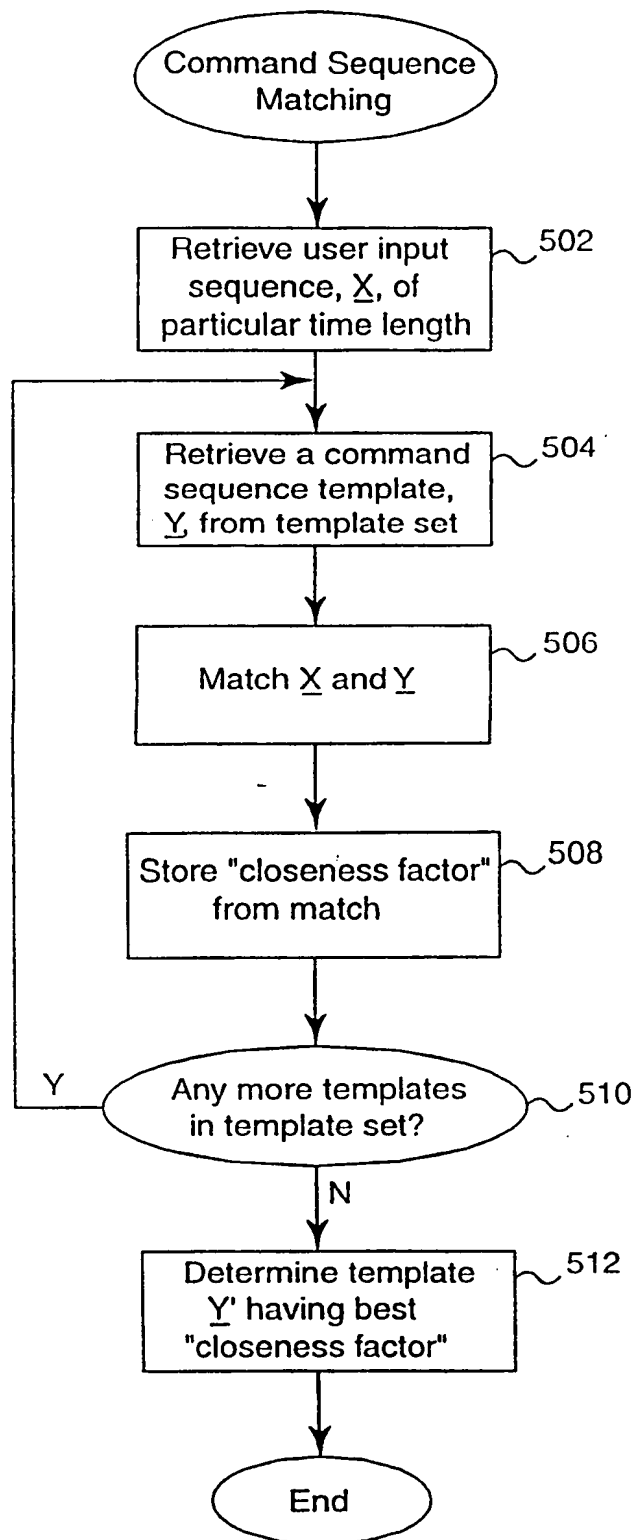 Command Sequence
Matching
502
Retrieve user input
sequence, X, of
particular time length
504
Retrieve a command
sequence template,
Y, from template set
506
Match X and Y
508
Store "closeness factor"
from match
Y
Any more templates
in template set?
510
N
512
Determine template
Y' having best
"closeness factor"
End